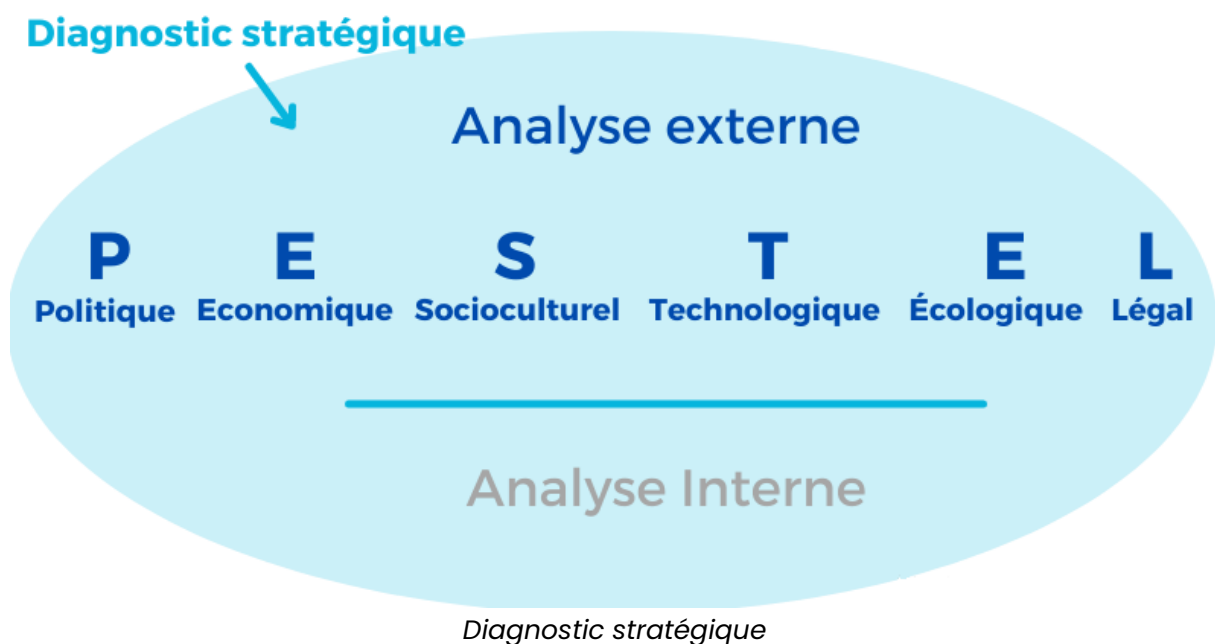 Diagnostic stratégique
Analyse externe
P E S T E L
Politique Economique Socioculturel Technologique Écologique Légal
Analyse Interne
Diagnostic stratégique